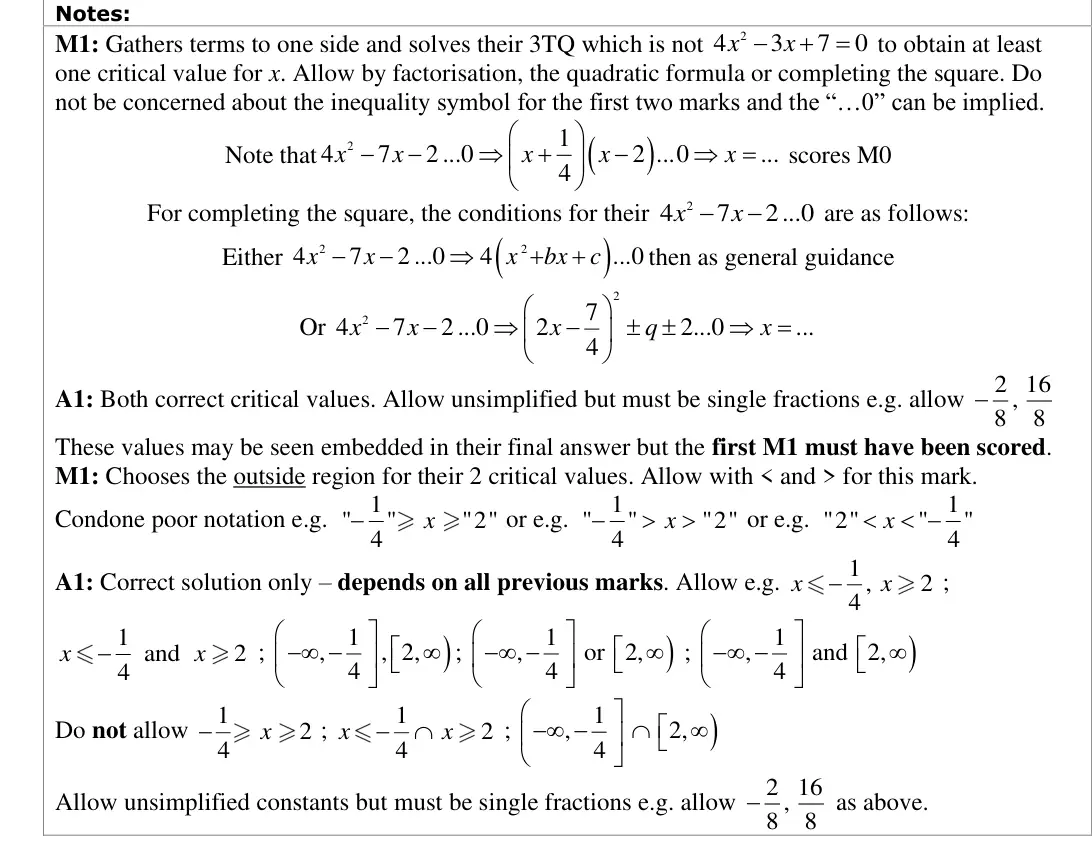 Notes:
M1: Gathers terms to one side and solves their 3TQ which is not 4x² − 3x + 7 = 0 to obtain at least
one critical value for x. Allow by factorisation, the quadratic formula or completing the square. Do
not be concerned about the inequality symbol for the first two marks and the “…0” can be implied.
Note that 4x² − 7x − 2 ...0 ⇒ (x + 1/4)(x − 2)...0 ⇒ x = ... scores M0
For completing the square, the conditions for their 4x² − 7x − 2 ...0 are as follows:
Either 4x² − 7x − 2 ...0 ⇒ 4(x² + bx + c)...0 then as general guidance
Or 4x² − 7x − 2 ...0 ⇒ (2x − 7/4)² ± q ± 2...0 ⇒ x = ...
A1: Both correct critical values. Allow unsimplified but must be single fractions e.g. allow −2/8, 16/8
These values may be seen embedded in their final answer but the first M1 must have been scored.
M1: Chooses the outside region for their 2 critical values. Allow with < and > for this mark.
Condone poor notation e.g. "−1/4" ⩾ x ⩾ "2" or e.g. "−1/4" > x > "2" or e.g. "2" < x < "−1/4"
A1: Correct solution only – depends on all previous marks. Allow e.g. x ⩽ −1/4, x ⩾ 2 ;
x ⩽ −1/4 and x ⩾ 2 ; (−∞, −1/4], [2, ∞) ; (−∞, −1/4] or [2, ∞) ; (−∞, −1/4] and [2, ∞)
Do not allow −1/4 ⩾ x ⩾ 2 ; x ⩽ −1/4 ∩ x ⩾ 2 ; (−∞, −1/4] ∩ [2, ∞)
Allow unsimplified constants but must be single fractions e.g. allow −2/8, 16/8 as above.